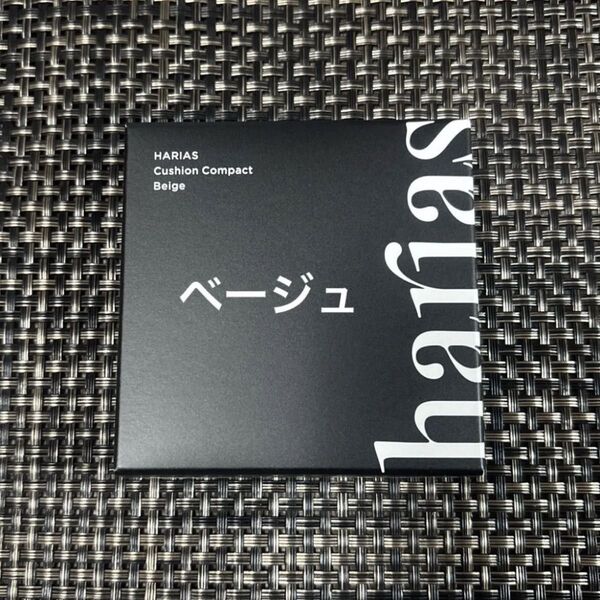 HARIAS
Cushion Compact
Beige
ベージュ
harias